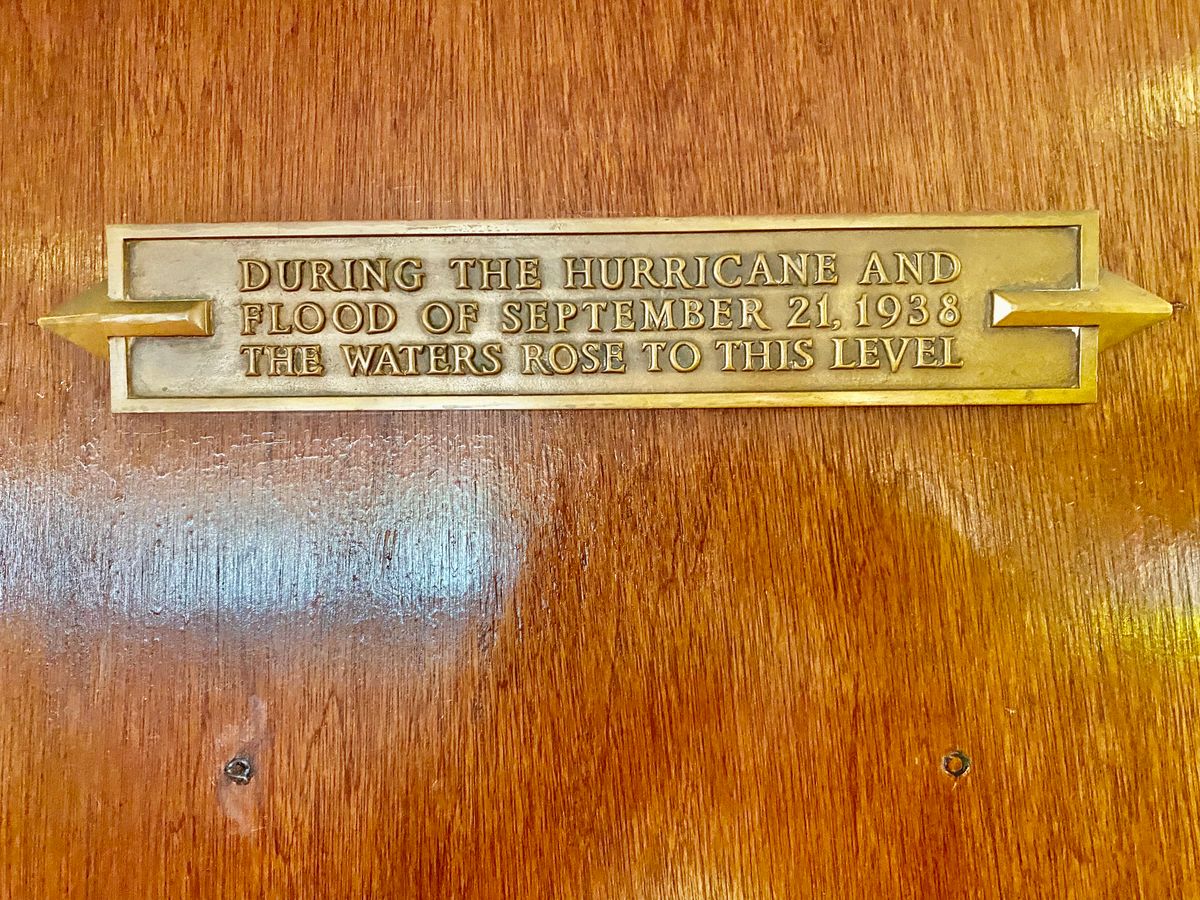 DURING THE HURRICANE AND
FLOOD OF SEPTEMBER 21, 1938
THE WATERS ROSE TO THIS LEVEL